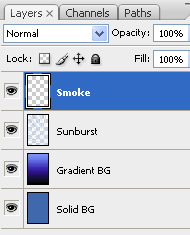 Layers x Channels Paths
Normal Opacity: 100%
Lock: Fill: 100%
Smoke
Sunburst
Gradient BG
Solid BG